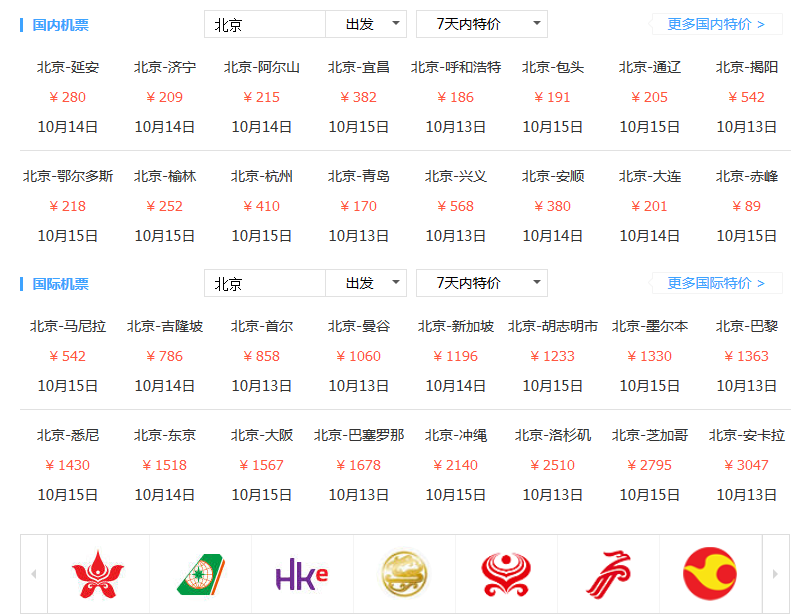 国内机票 北京 出发 7天内特价 更多国内特价 >
北京-延安 北京-济宁 北京-阿尔山 北京-宜昌 北京-呼和浩特 北京-包头 北京-通辽 北京-揭阳
¥ 280 ¥ 209 ¥ 215 ¥ 382 ¥ 186 ¥ 191 ¥ 205 ¥ 542
10月14日 10月14日 10月14日 10月15日 10月13日 10月15日 10月15日 10月13日
北京-鄂尔多斯 北京-榆林 北京-杭州 北京-青岛 北京-兴义 北京-安顺 北京-大连 北京-赤峰
¥ 218 ¥ 252 ¥ 410 ¥ 170 ¥ 568 ¥ 380 ¥ 201 ¥ 89
10月15日 10月15日 10月15日 10月13日 10月13日 10月14日 10月14日 10月15日
国际机票 北京 出发 7天内特价 更多国际特价 >
北京-马尼拉 北京-吉隆坡 北京-首尔 北京-曼谷 北京-新加坡 北京-胡志明市 北京-墨尔本 北京-巴黎
¥ 542 ¥ 786 ¥ 858 ¥ 1060 ¥ 1196 ¥ 1233 ¥ 1330 ¥ 1363
10月15日 10月14日 10月13日 10月13日 10月14日 10月15日 10月15日 10月13日
北京-悉尼 北京-东京 北京-大阪 北京-巴塞罗那 北京-冲绳 北京-洛杉矶 北京-芝加哥 北京-安卡拉
¥ 1430 ¥ 1518 ¥ 1567 ¥ 1678 ¥ 2140 ¥ 2510 ¥ 2795 ¥ 3047
10月15日 10月14日 10月15日 10月13日 10月15日 10月13日 10月15日 10月13日
HKe